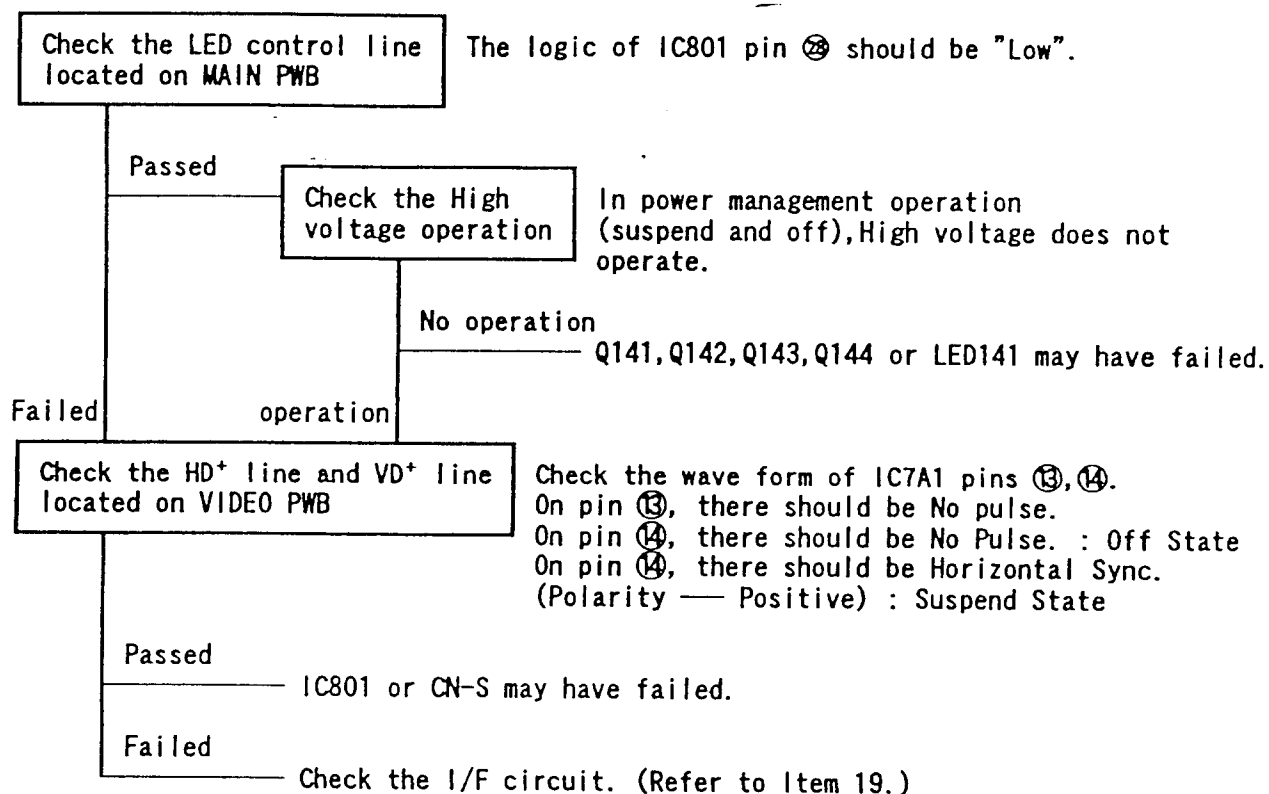 Check the LED control line
located on MAIN PWB
The logic of IC801 pin ㉘ should be "Low".
Passed
Check the High
voltage operation
In power management operation
(suspend and off),High voltage does not
operate.
No operation
Q141,Q142,Q143,Q144 or LED141 may have failed.
Failed
operation
Check the HD⁺ line and VD⁺ line
located on VIDEO PWB
Check the wave form of IC7A1 pins ⑬,⑭.
On pin ⑬, there should be No pulse.
On pin ⑭, there should be No Pulse. : Off State
On pin ⑭, there should be Horizontal Sync.
(Polarity — Positive) : Suspend State
Passed
IC801 or CN-S may have failed.
Failed
Check the I/F circuit. (Refer to Item 19.)